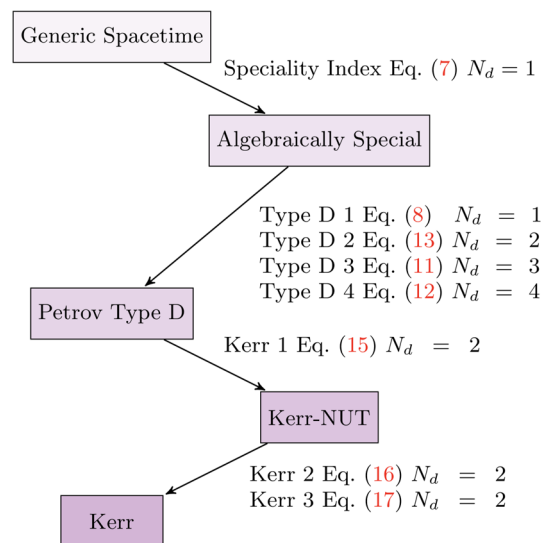 Generic Spacetime
Speciality Index Eq. (7) N_d = 1
Algebraically Special
Type D 1 Eq. (8) N_d = 1
Type D 2 Eq. (13) N_d = 2
Type D 3 Eq. (11) N_d = 3
Type D 4 Eq. (12) N_d = 4
Petrov Type D
Kerr 1 Eq. (15) N_d = 2
Kerr-NUT
Kerr 2 Eq. (16) N_d = 2
Kerr 3 Eq. (17) N_d = 2
Kerr